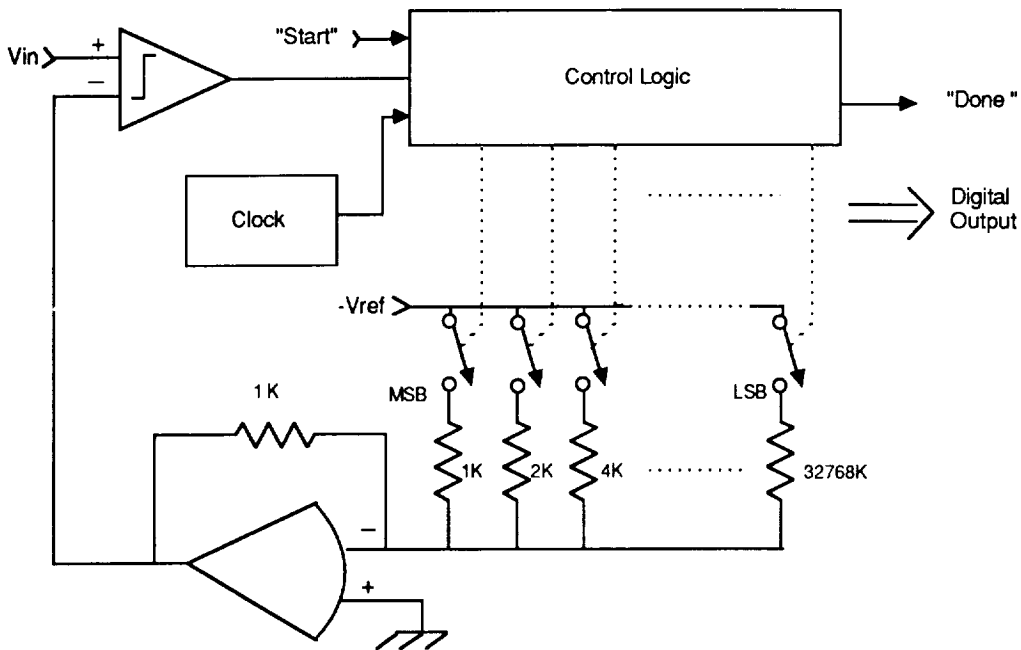 "Start"
Vin
+
−
Control Logic
"Done "
Clock
Digital
Output
-Vref
MSB
LSB
1 K
1K
2K
4K
32768K
−
+